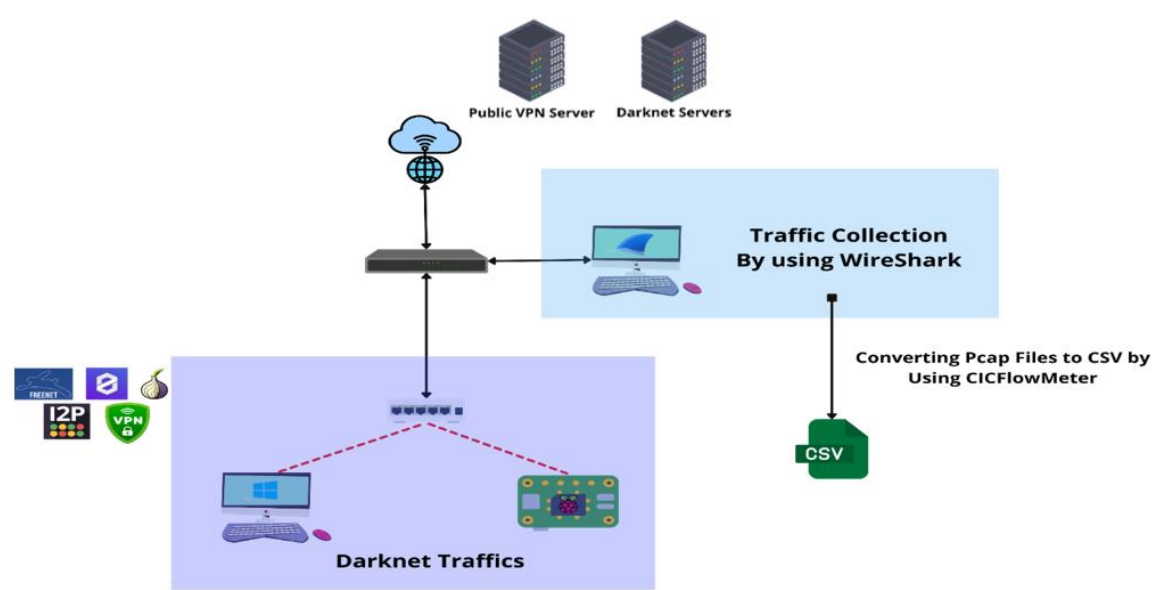 Public VPN Server
Darknet Servers
Traffic Collection
By using WireShark
Converting Pcap Files to CSV by
Using CICFlowMeter
FREENET
I2P
VPN
CSV
Darknet Traffics